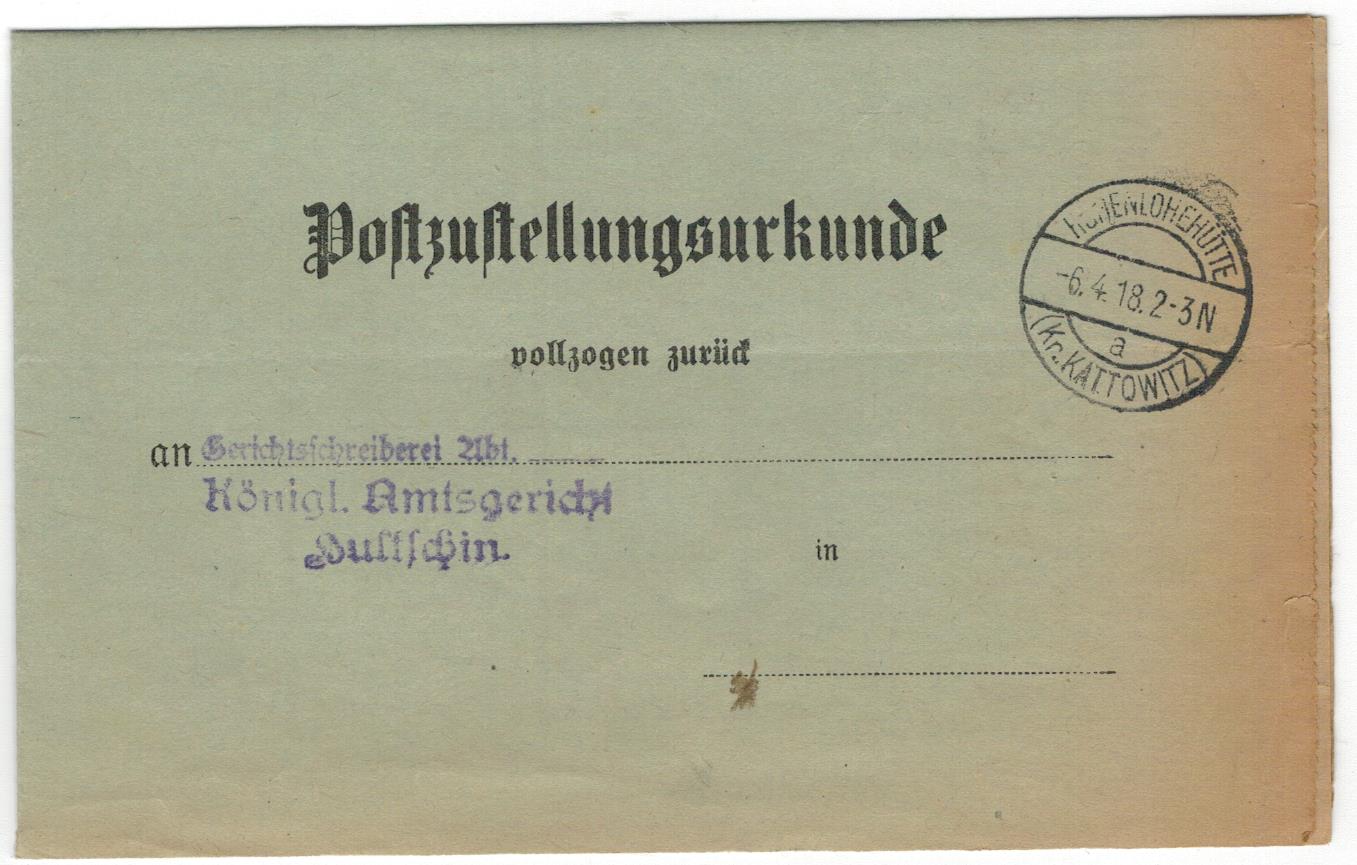 Postzustellungsurkunde
HOHENLOHEHÜTTE
-6.4.18.2-3N
a
(Kr. KATTOWITZ)
vollzogen zurück
an Gerichtsschreiberei Abt.
Königl. Amtsgericht
Hultschin.
in